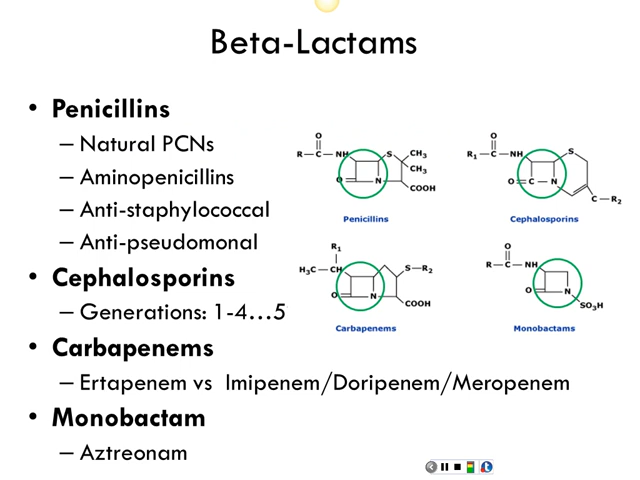 Beta-Lactams
• Penicillins
– Natural PCNs
– Aminopenicillins
– Anti-staphylococcal
– Anti-pseudomonal
• Cephalosporins
– Generations: 1-4…5
• Carbapenems
– Ertapenem vs Imipenem/Doripenem/Meropenem
• Monobactam
– Aztreonam
O
R—C—NH S CH3
CH3
O N COOH
Penicillins
O
R1—C—NH S
O=C—N
C—R2
Cephalosporins
R1
H3C—CH S—R2
O N
COOH
Carbapenems
O
R—C—NH
O N
SO3H
Monobactams